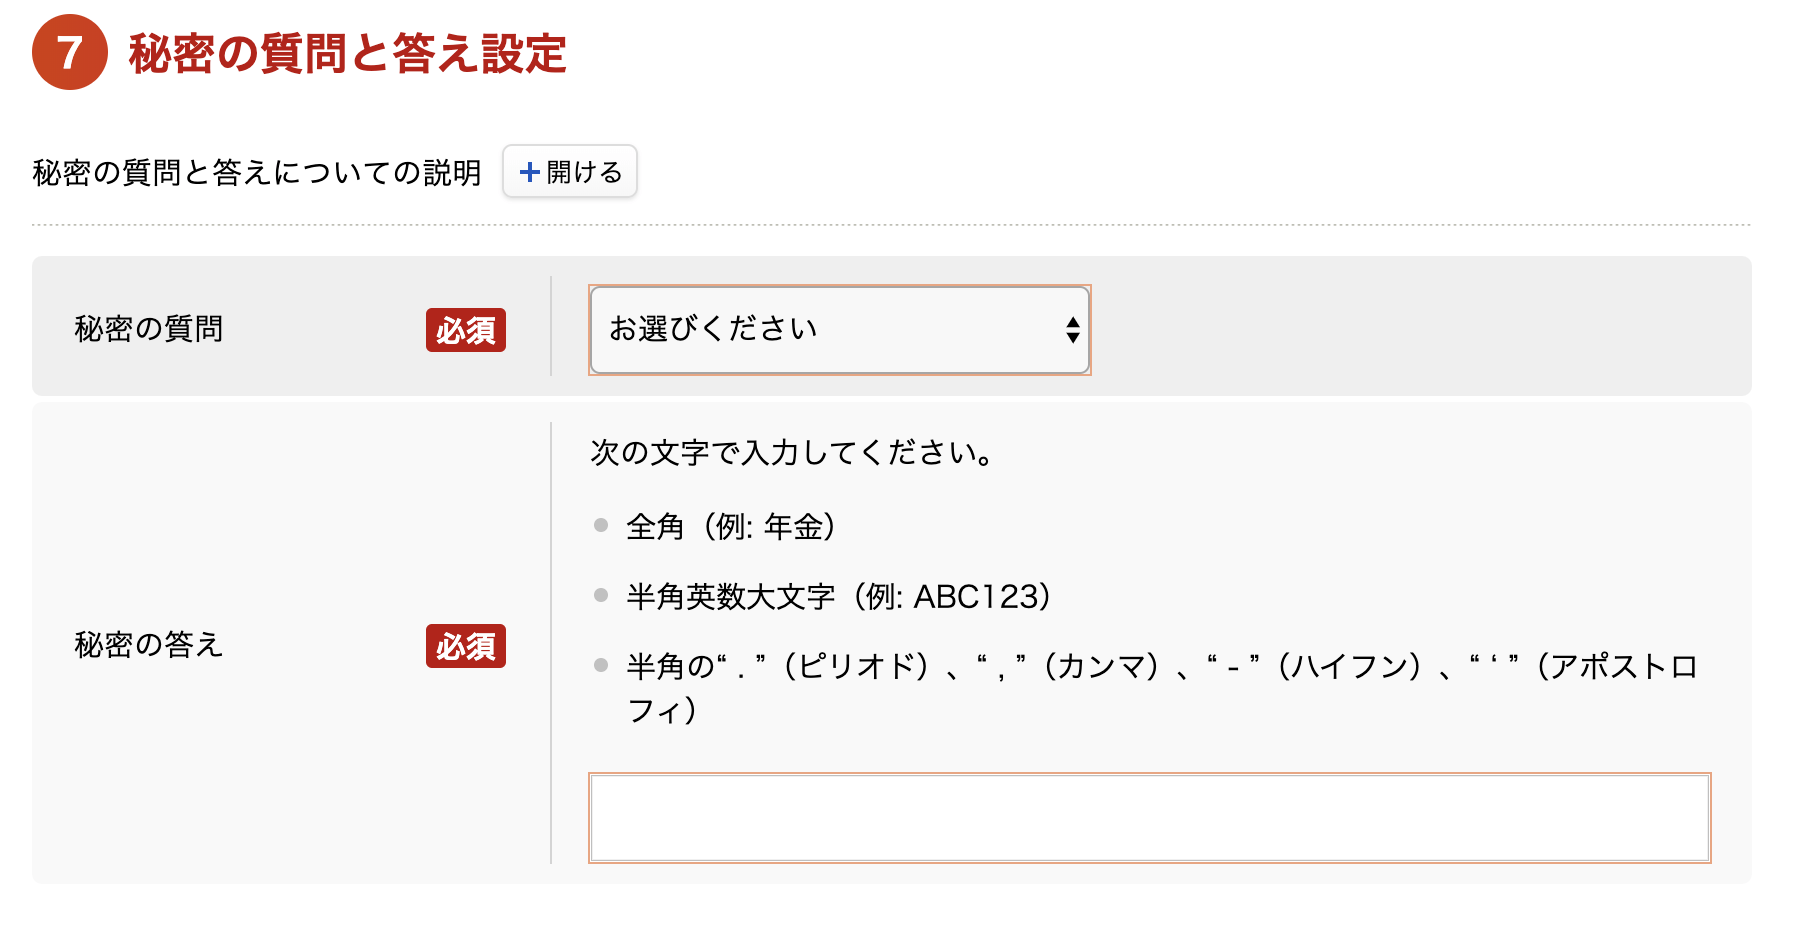 7 秘密の質問と答え設定
秘密の質問と答えについての説明 +開ける
秘密の質問 必須 お選びください
次の文字で入力してください。
全角（例: 年金）
半角英数大文字（例: ABC123）
秘密の答え 必須
半角の“ . ”（ピリオド）、“ , ”（カンマ）、“ - ”（ハイフン）、“ ‘ ”（アポストロ
フィ）